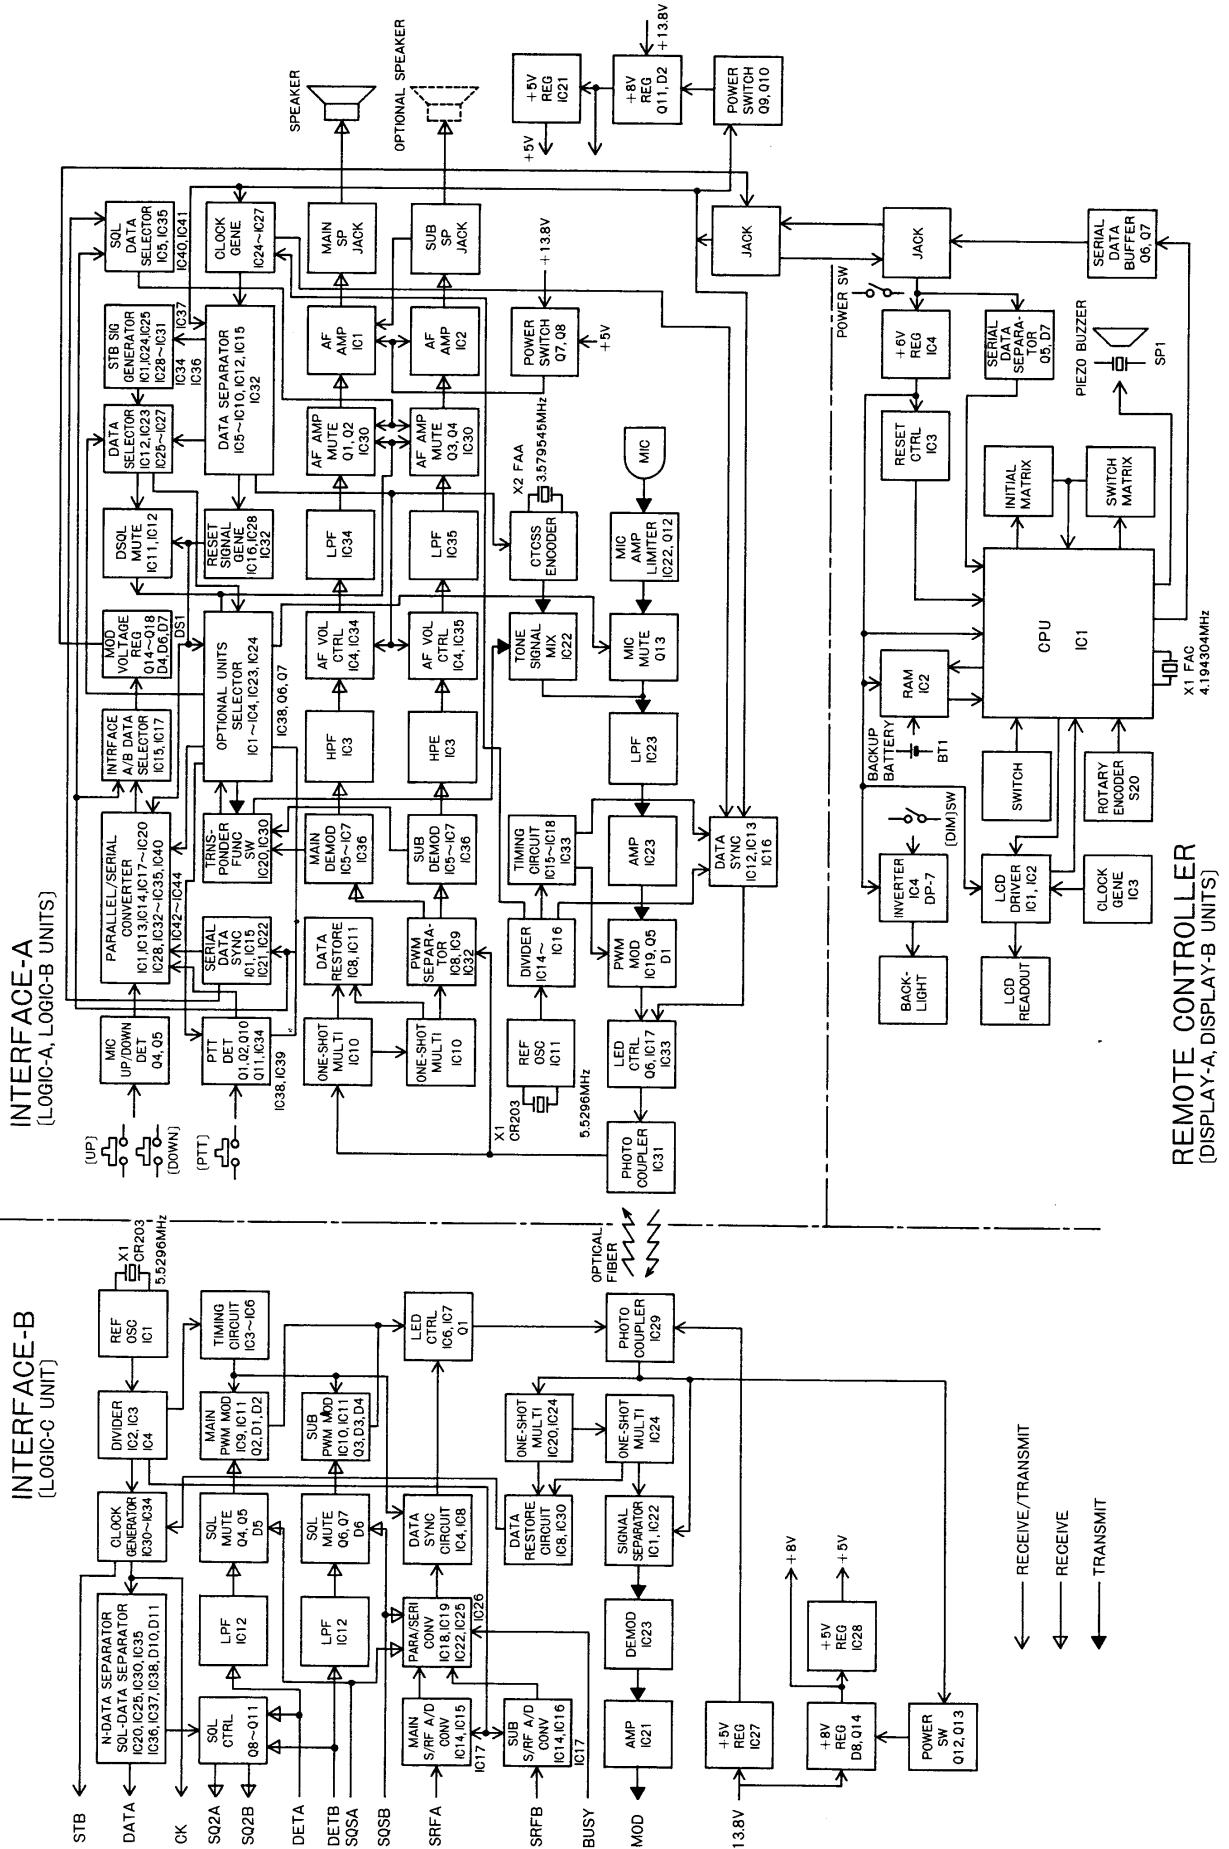 INTERFACE-A
(LOGIC-A, LOGIC-B UNITS)
[UP]
[DOWN]
[PTT]
MIC
UP/DOWN
DET
Q4, Q5
PTT
DET
Q1, Q2, Q10
Q11, IC34
IC38, IC39
PARALLEL/SERIAL
CONVERTER
IC1, IC13, IC14, IC17~IC20
IC28, IC32~IC35, IC40
IC42~IC44
SERIAL
DATA
SYNC
IC1, IC15
IC21, IC22
INTRFACE
A/B DATA
SELECTOR
IC15, IC17
MOD
VOLTAGE
REG
Q14~Q18
D4, D6, D7
DS1
TRNS-
PONDER
FUNC
SW
IC20, IC30
OPTIONAL UNITS
SELECTOR
IC1~IC4, IC23, IC24
IC38, Q6, Q7
DSQL
MUTE
IC11, IC12
RESET
SIGNAL
GENE
IC16, IC28
IC32
DATA
SELECTOR
IC12, IC23
IC25~IC27
STB SIG
GENERATOR
IC1, IC24, IC25
IC28~IC31
IC34
IC36
IC37
DATA SEPARATOR
IC5~IC10, IC12, IC15
IC32
SQL
DATA
SELECTOR
IC5, IC35
IC40, IC41
CLOCK
GENE
IC24~IC27
ONE-SHOT
MULTI
IC10
ONE-SHOT
MULTI
IC10
DATA
RESTORE
IC8, IC11
PWM
SEPARA-
TOR
IC8, IC9
IC32
MAIN
DEMOD
IC5~IC7
IC36
SUB
DEMOD
IC5~IC7
IC36
HPF
IC3
HPE
IC3
AF VOL
CTRL
IC4, IC34
AF VOL
CTRL
IC4, IC35
LPF
IC34
LPF
IC35
AF AMP
MUTE
Q1, Q2
IC30
AF AMP
MUTE
Q3, Q4
IC30
AF
AMP
IC1
AF
AMP
IC2
MAIN
SP
JACK
SUB
SP
JACK
SPEAKER
OPTIONAL SPEAKER
X1
CR203
5.5296MHz
REF
OSC
IC11
DIVIDER
IC14~
IC16
TIMING
CIRCUIT
IC15~IC18
IC33
TONE
SIGNAL
MIX
IC22
CTCSS
ENCODER
X2 FAA
3.579545MHz
POWER
SWITCH
Q7, Q8
+13.8V
+5V
+5V
REG
IC21
+5V
+8V
REG
Q11, D2
+13.8V
POWER
SWITCH
Q9, Q10
PHOTO
COUPLER
IC31
LED
CTRL
Q6, IC17
IC33
PWM
MOD
IC19, Q5
D1
AMP
IC23
LPF
IC23
MIC
MUTE
Q13
MIC
AMP
LIMITER
IC22, Q12
MIC
DATA
SYNC
IC12, IC13
IC16
JACK
JACK
POWER SW
+6V
REG
IC4
SERIAL
DATA
SEPARA-
TOR
Q5, D7
SERIAL
DATA
BUFFER
Q6, Q7
PIEZO BUZZER
SP1
RESET
CTRL
IC3
INITIAL
MATRIX
SWITCH
MATRIX
CPU
IC1
RAM
IC2
BACKUP
BATTERY
BT1
X1 FAC
4.194304MHz
SWITCH
ROTARY
ENCODER
S20
[DIM]SW
INVERTER
IC4
DP-7
LCD
DRIVER
IC1, IC2
CLOCK
GENE
IC3
BACK-
LIGHT
LCD
READOUT
REMOTE CONTROLLER
(DISPLAY-A, DISPLAY-B UNITS)
INTERFACE-B
(LOGIC-C UNIT)
X1
CR203
5.5296MHz
REF
OSC
IC1
DIVIDER
IC2, IC3
IC4
CLOCK
GENERATOR
IC30~IC34
N-DATA SEPARATOR
SQL-DATA SEPARATOR
IC20, IC25, IC30, IC35
IC36, IC37, IC38, D10, D11
TIMING
CIRCUIT
IC3~IC6
MAIN
PWM MOD
IC9, IC11
Q2, D1, D2
SQL
MUTE
Q4, Q5
D5
LPF
IC12
SQL
CTRL
Q8~Q11
SUB
PWM MOD
IC10, IC11
Q3, D3, D4
SQL
MUTE
Q6, Q7
D6
LPF
IC12
LED
CTRL
IC6, IC7
Q1
DATA
SYNC
CIRCUIT
IC4, IC8
PARA/SERI
CONV
IC18, IC19
IC22, IC25
IC26
MAIN
S/RF A/D
CONV
IC14, IC15
IC17
SUB
S/RF A/D
CONV
IC14, IC16
IC17
ONE-SHOT
MULTI
IC20, IC24
DATA
RESTORE
CIRCUIT
IC8, IC30
OPTICAL
FIBER
PHOTO
COUPLER
IC29
ONE-SHOT
MULTI
IC24
SIGNAL
SEPARATOR
IC1, IC22
DEMOD
IC23
AMP
IC21
+5V
REG
IC27
+8V
REG
D8, Q14
+5V
REG
IC28
+8V
+5V
POWER
SW
Q12, Q13
STB
DATA
CK
SQ2A
SQ2B
DETA
DETB
SQSA
SQSB
SRFA
SRFB
BUSY
MOD
13.8V
RECEIVE/TRANSMIT
RECEIVE
TRANSMIT